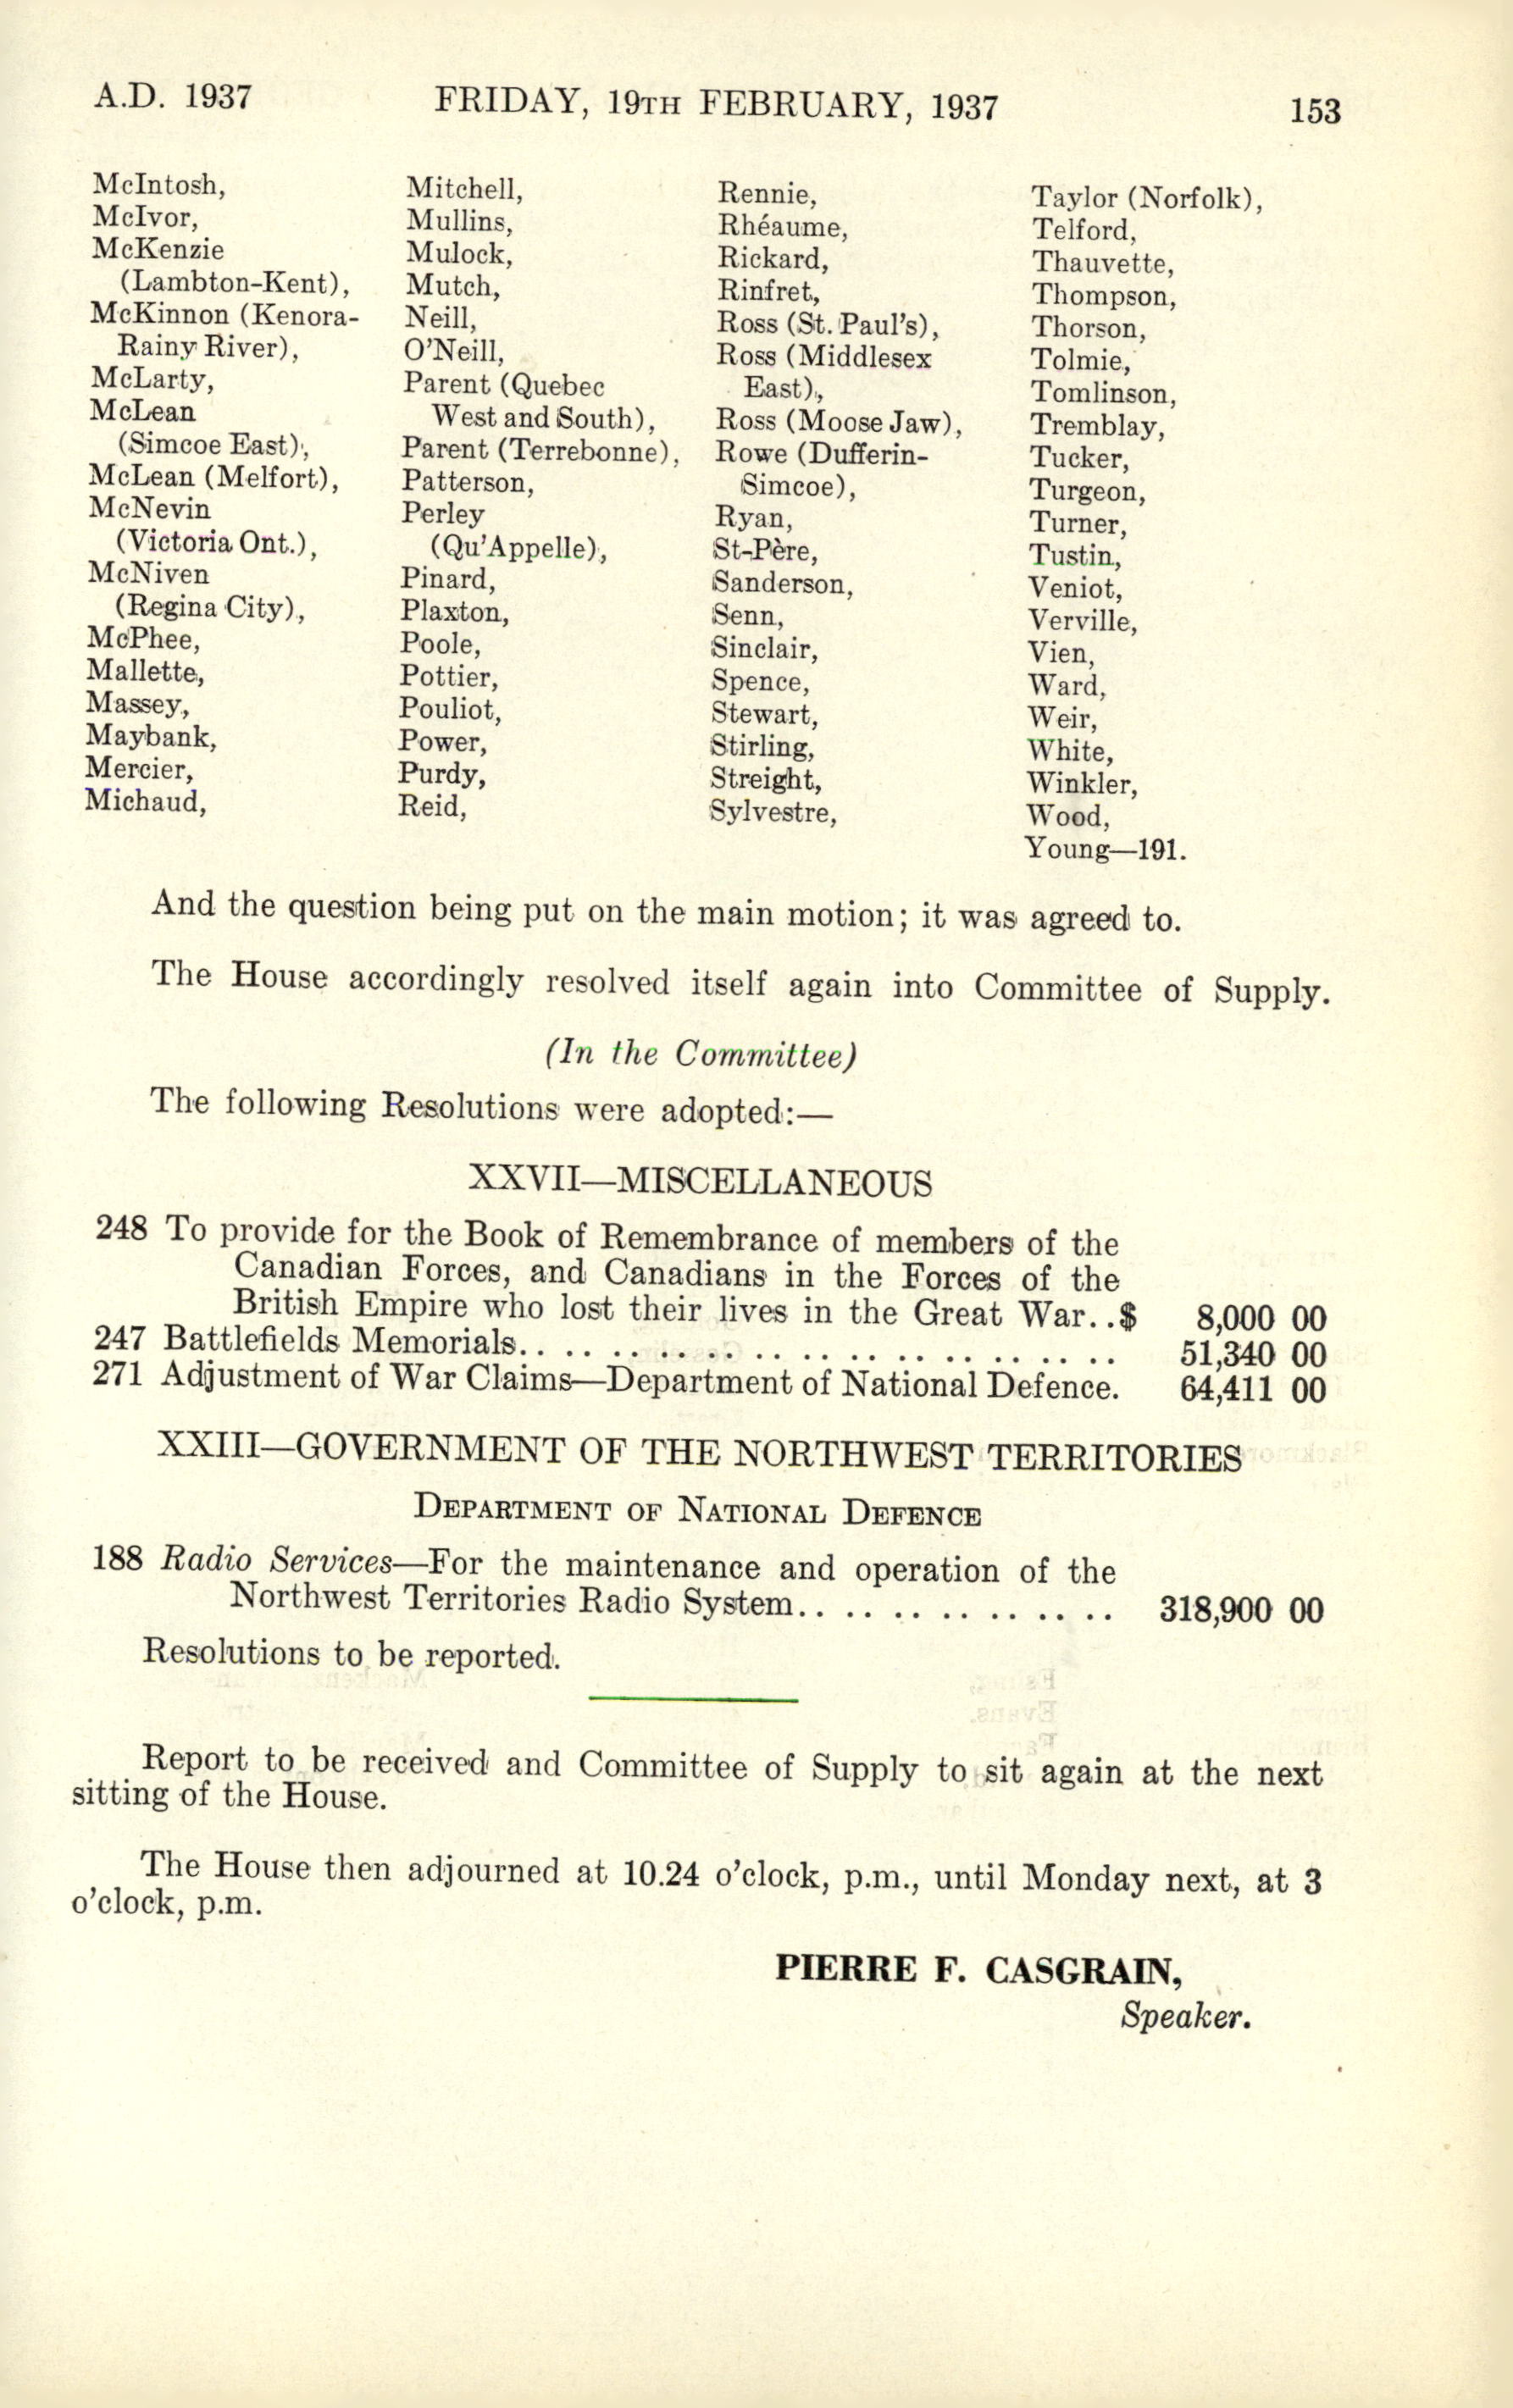 A.D. 1937 FRIDAY, 19TH FEBRUARY, 1937 153
McIntosh,
McIvor,
McKenzie
(Lambton-Kent),
McKinnon (Kenora-
Rainy River),
McLarty,
McLean
(Simcoe East),
McLean (Melfort),
McNevin
(Victoria Ont.),
McNiven
(Regina City),
McPhee,
Mallette,
Massey,
Maybank,
Mercier,
Michaud,
Mitchell,
Mullins,
Mulock,
Mutch,
Neill,
O'Neill,
Parent (Quebec
West and South),
Parent (Terrebonne),
Patterson,
Perley
(Qu'Appelle),
Pinard,
Plaxton,
Poole,
Pottier,
Pouliot,
Power,
Purdy,
Reid,
Rennie,
Rhéaume,
Rickard,
Rinfret,
Ross (St. Paul's),
Ross (Middlesex
East),
Ross (Moose Jaw),
Rowe (Dufferin-
Simcoe),
Ryan,
St-Père,
Sanderson,
Senn,
Sinclair,
Spence,
Stewart,
Stirling,
Streight,
Sylvestre,
Taylor (Norfolk),
Telford,
Thauvette,
Thompson,
Thorson,
Tolmie,
Tomlinson,
Tremblay,
Tucker,
Turgeon,
Turner,
Tustin,
Veniot,
Verville,
Vien,
Ward,
Weir,
White,
Winkler,
Wood,
Young—191.
And the question being put on the main motion; it was agreed to.
The House accordingly resolved itself again into Committee of Supply.
(In the Committee)
The following Resolutions were adopted:—
XXVII—MISCELLANEOUS
248 To provide for the Book of Remembrance of members of the
Canadian Forces, and Canadians in the Forces of the
British Empire who lost their lives in the Great War. . $ 8,000 00
247 Battlefields Memorials. . . . . . . . . . . . . . . . . . . . . . . . . . 51,340 00
271 Adjustment of War Claims—Department of National Defence. 64,411 00
XXIII—GOVERNMENT OF THE NORTHWEST TERRITORIES
DEPARTMENT OF NATIONAL DEFENCE
188 Radio Services—For the maintenance and operation of the
Northwest Territories Radio System. . . . . . . . . . . . . . 318,900 00
Resolutions to be reported.
Report to be received and Committee of Supply to sit again at the next
sitting of the House.
The House then adjourned at 10.24 o'clock, p.m., until Monday next, at 3
o'clock, p.m.
PIERRE F. CASGRAIN,
Speaker.